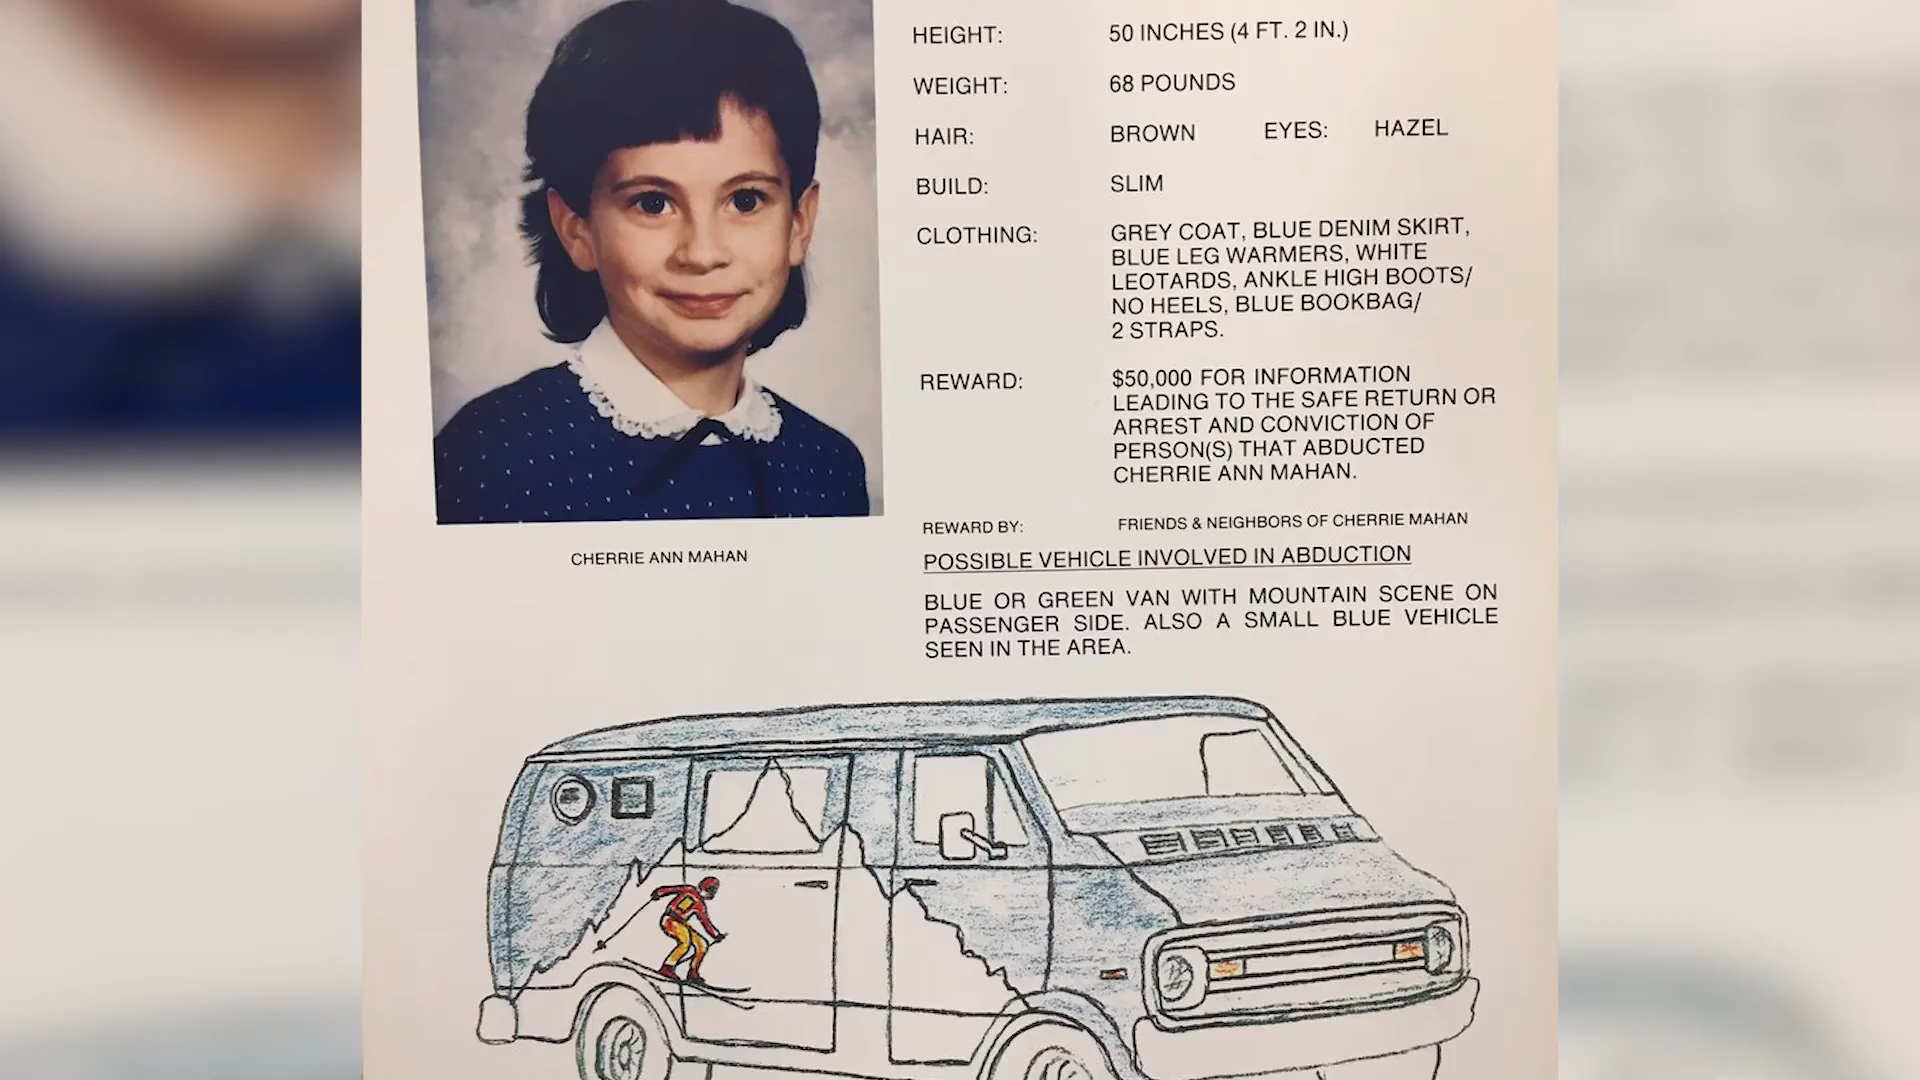 HEIGHT: 50 INCHES (4 FT. 2 IN.)
WEIGHT: 68 POUNDS
HAIR: BROWN EYES: HAZEL
BUILD: SLIM
CLOTHING: GREY COAT, BLUE DENIM SKIRT,
BLUE LEG WARMERS, WHITE
LEOTARDS, ANKLE HIGH BOOTS/
NO HEELS, BLUE BOOKBAG/
2 STRAPS.
REWARD: $50,000 FOR INFORMATION
LEADING TO THE SAFE RETURN OR
ARREST AND CONVICTION OF
PERSON(S) THAT ABDUCTED
CHERRIE ANN MAHAN.
REWARD BY: FRIENDS & NEIGHBORS OF CHERRIE MAHAN
CHERRIE ANN MAHAN
POSSIBLE VEHICLE INVOLVED IN ABDUCTION
BLUE OR GREEN VAN WITH MOUNTAIN SCENE ON
PASSENGER SIDE. ALSO A SMALL BLUE VEHICLE
SEEN IN THE AREA.